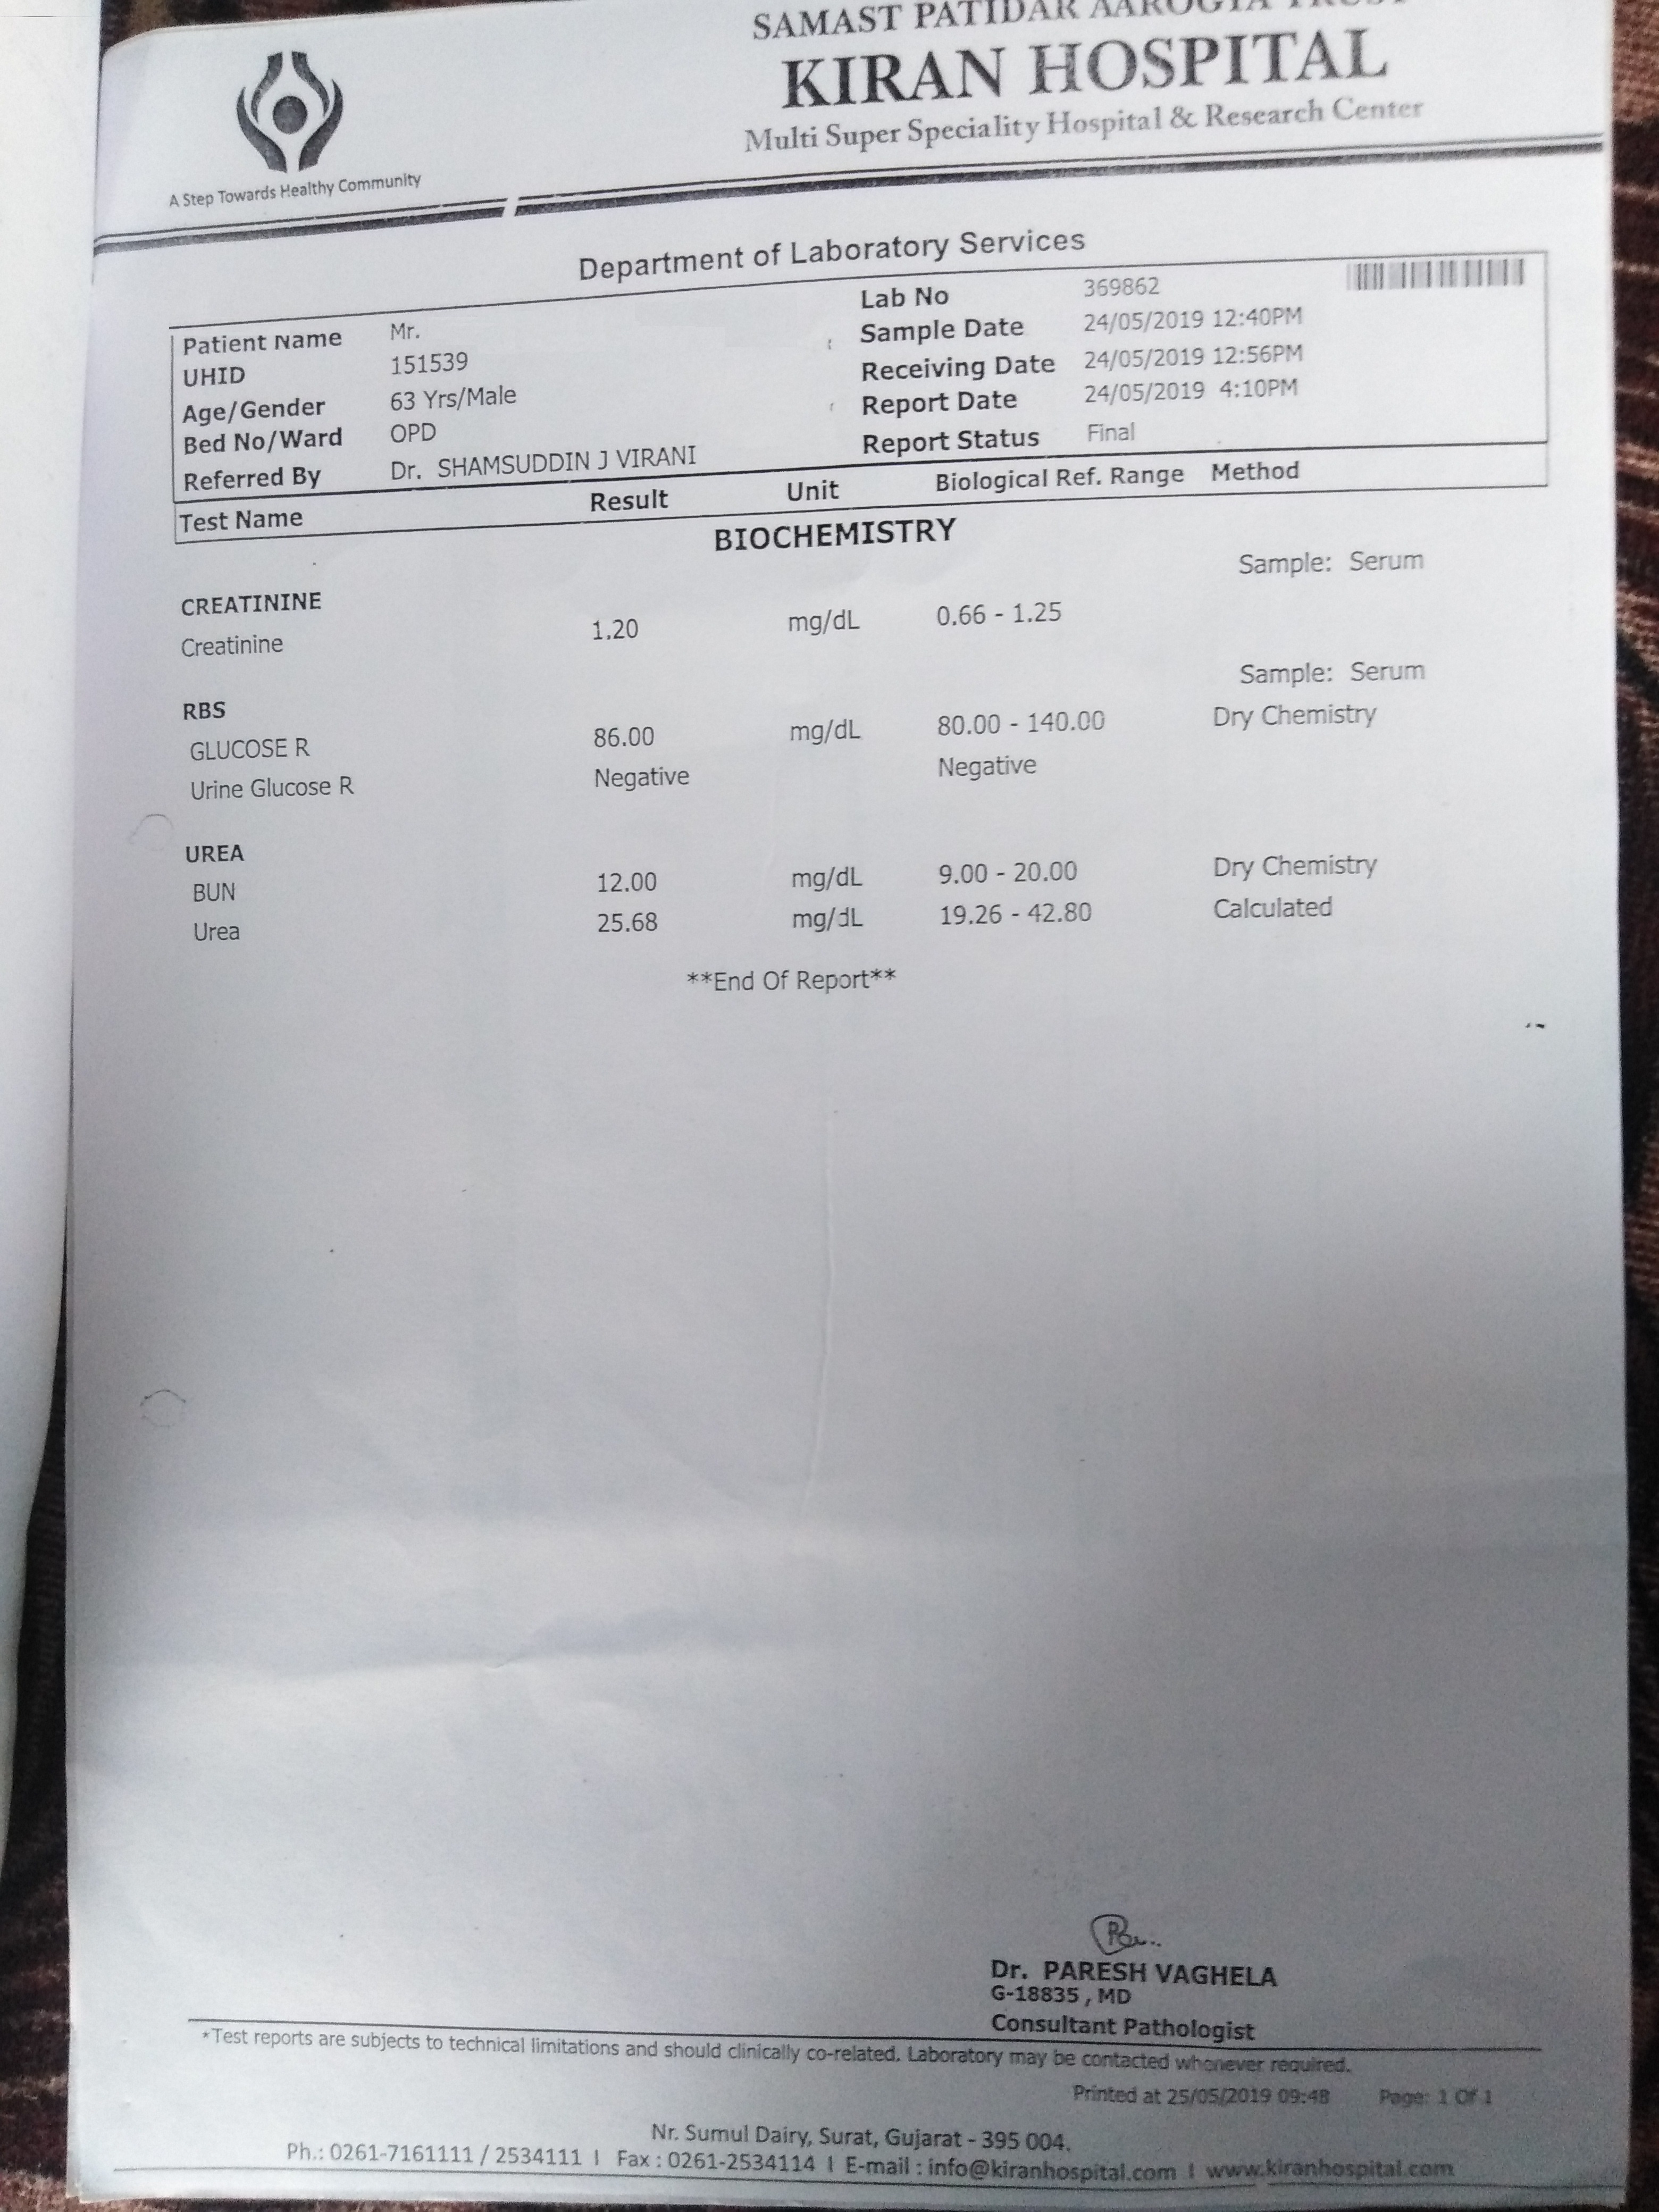 SAMAST PATIDAR AAROGYA TRUST
KIRAN HOSPITAL
Multi Super Speciality Hospital & Research Center
A Step Towards Healthy Community
Department of Laboratory Services
Patient Name Mr. Lab No 369862
UHID 151539 Sample Date 24/05/2019 12:40PM
Age/Gender 63 Yrs/Male Receiving Date 24/05/2019 12:56PM
Bed No/Ward OPD Report Date 24/05/2019 4:10PM
Referred By Dr. SHAMSUDDIN J VIRANI Report Status Final
Test Name Result Unit Biological Ref. Range Method
BIOCHEMISTRY
Sample: Serum
CREATININE
Creatinine 1.20 mg/dL 0.66 - 1.25
Sample: Serum
RBS
GLUCOSE R 86.00 mg/dL 80.00 - 140.00 Dry Chemistry
Urine Glucose R Negative Negative
UREA
BUN 12.00 mg/dL 9.00 - 20.00 Dry Chemistry
Urea 25.68 mg/dL 19.26 - 42.80 Calculated
**End Of Report**
Dr. PARESH VAGHELA
G-18835 , MD
Consultant Pathologist
*Test reports are subjects to technical limitations and should clinically co-related. Laboratory may be contacted whenever required.
Printed at 25/05/2019 09:48 Page: 1 Of 1
Nr. Sumul Dairy, Surat, Gujarat - 395 004.
Ph.: 0261-7161111 / 2534111 I Fax : 0261-2534114 I E-mail : info@kiranhospital.com I www.kiranhospital.com